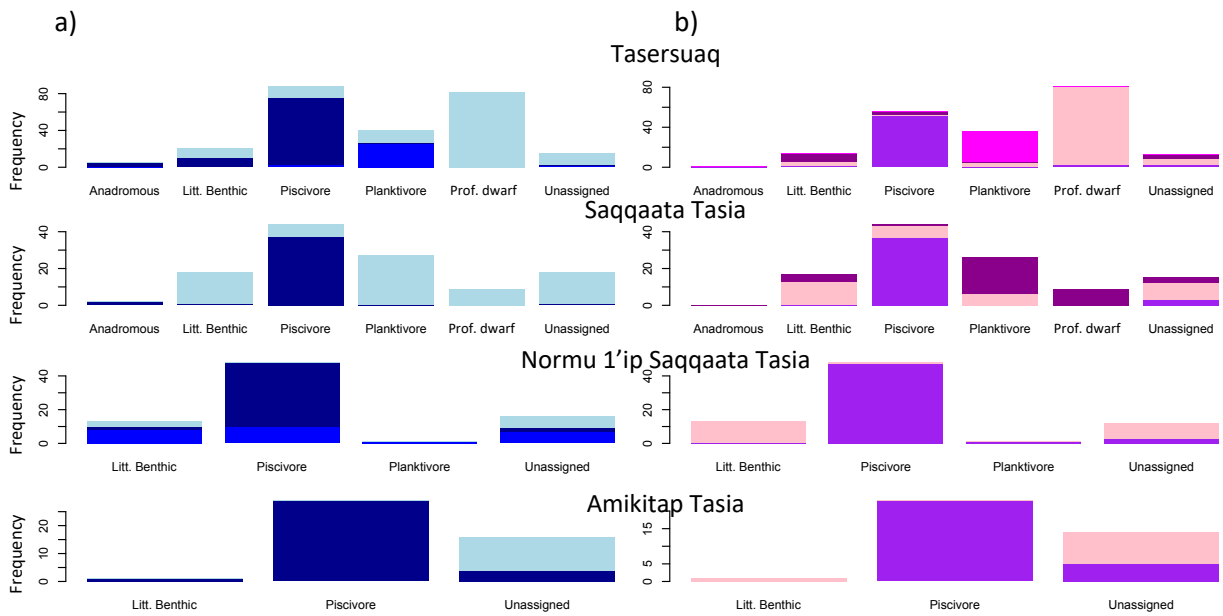 a) b)
Tasersuaq
Frequency
80
40
0
Anadromous Litt. Benthic Piscivore Planktivore Prof. dwarf Unassigned
80
40
0
Anadromous Litt. Benthic Piscivore Planktivore Prof. dwarf Unassigned
Saqqaata Tasia
Frequency
40
20
0
Anadromous Litt. Benthic Piscivore Planktivore Prof. dwarf Unassigned
40
20
0
Anadromous Litt. Benthic Piscivore Planktivore Prof. dwarf Unassigned
Normu 1’ip Saqqaata Tasia
Frequency
40
20
0
Litt. Benthic Piscivore Planktivore Unassigned
40
20
0
Litt. Benthic Piscivore Planktivore Unassigned
Amikitap Tasia
Frequency
20
10
0
Litt. Benthic Piscivore Unassigned
15
5
0
Litt. Benthic Piscivore Unassigned